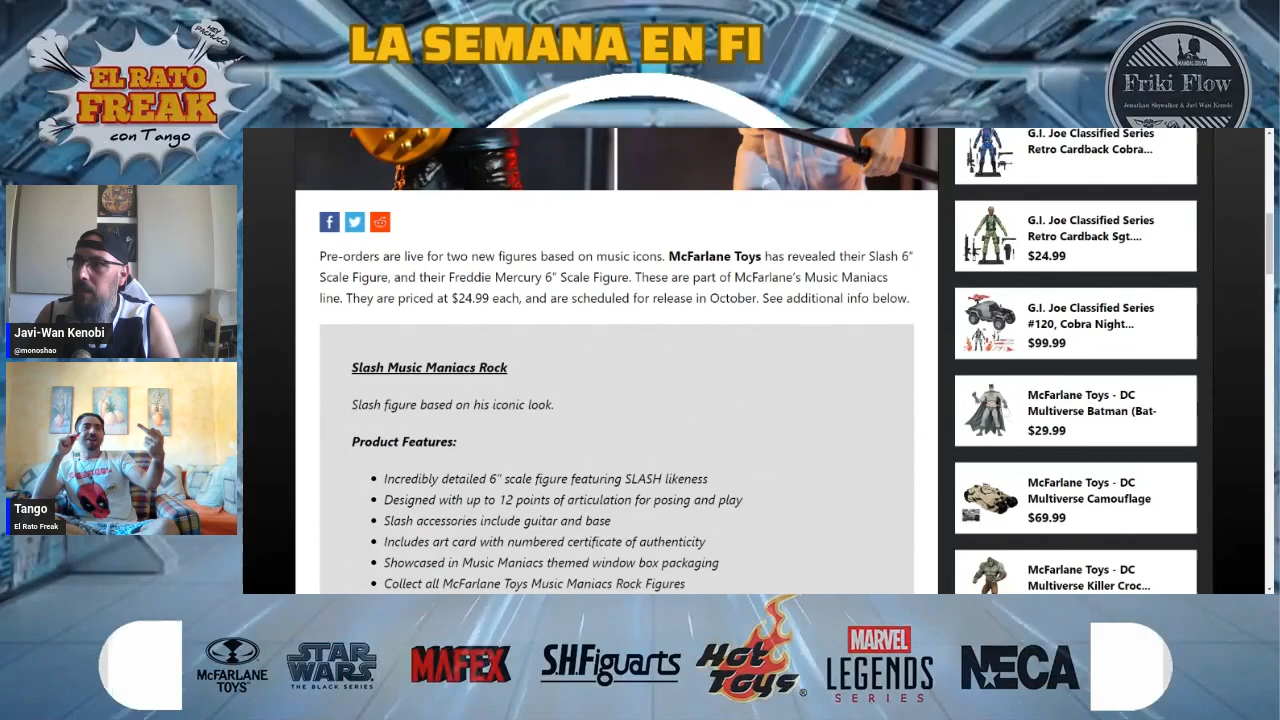 LA SEMANA EN FI
HEY PACHUCO
EL RATO
FREAK
con Tango
MANDALORIAN
Friki Flow
Jonathan Skywalker & Javi Wan Kenobi
Javi-Wan Kenobi
@monoshao
Tango
El Rato Freak
Pre-orders are live for two new figures based on music icons. McFarlane Toys has revealed their Slash 6"
Scale Figure, and their Freddie Mercury 6" Scale Figure. These are part of McFarlane's Music Maniacs
line. They are priced at $24.99 each, and are scheduled for release in October. See additional info below.
Slash Music Maniacs Rock
Slash figure based on his iconic look.
Product Features:
• Incredibly detailed 6" scale figure featuring SLASH likeness
• Designed with up to 12 points of articulation for posing and play
• Slash accessories include guitar and base
• Includes art card with numbered certificate of authenticity
• Showcased in Music Maniacs themed window box packaging
• Collect all McFarlane Toys Music Maniacs Rock Figures
G.I. Joe Classified Series
Retro Cardback Cobra...
G.I. Joe Classified Series
Retro Cardback Sgt....
$24.99
G.I. Joe Classified Series
#120, Cobra Night...
$99.99
McFarlane Toys - DC
Multiverse Batman (Bat-
$29.99
McFarlane Toys - DC
Multiverse Camouflage
$69.99
McFarlane Toys - DC
Multiverse Killer Croc...
McFARLANE
TOYS
STAR
WARS
THE BLACK SERIES
MAFEX
S.H.Figuarts
Hot
Toys
MARVEL
LEGENDS
SERIES
NECA